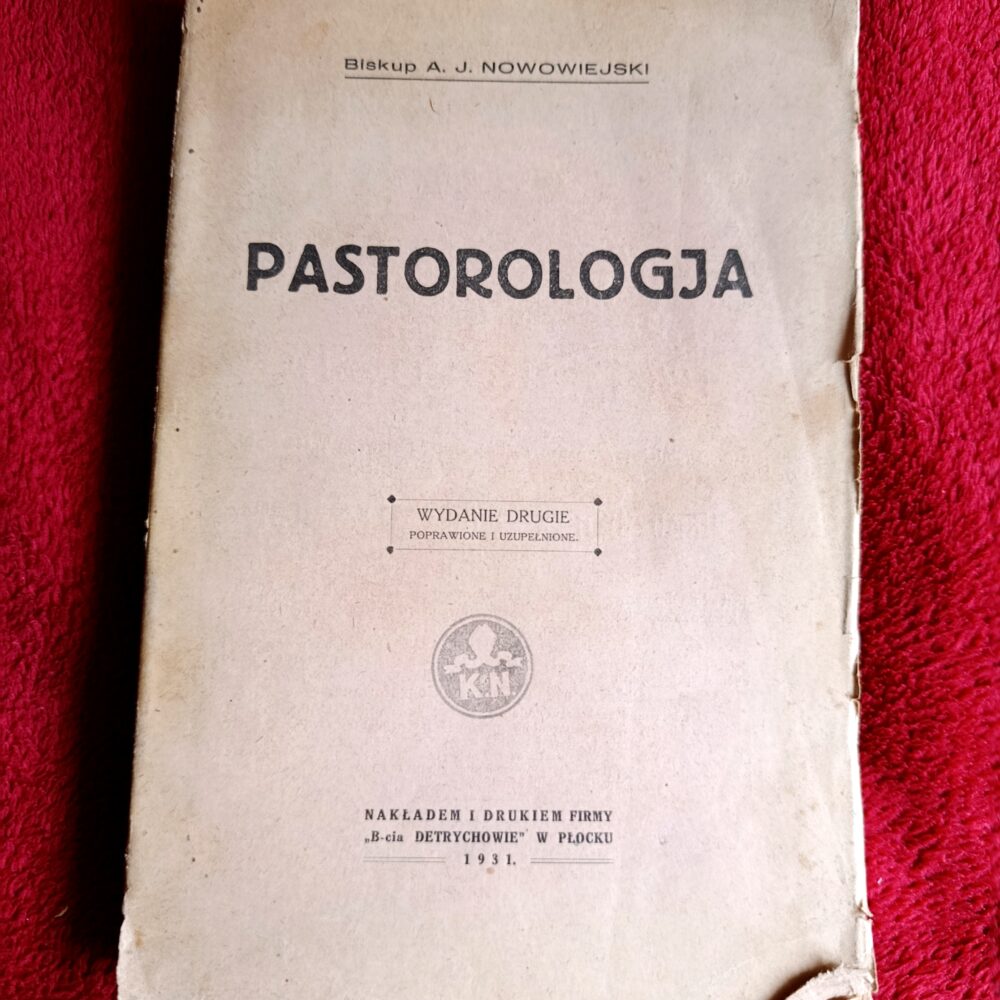 Biskup A. J. NOWOWIEJSKI
PASTOROLOGJA
WYDANIE DRUGIE
POPRAWIONE I UZUPEŁNIONE.
KN
NAKŁADEM I DRUKIEM FIRMY
„B-cia DETRYCHOWIE" W PŁOCKU
1931.